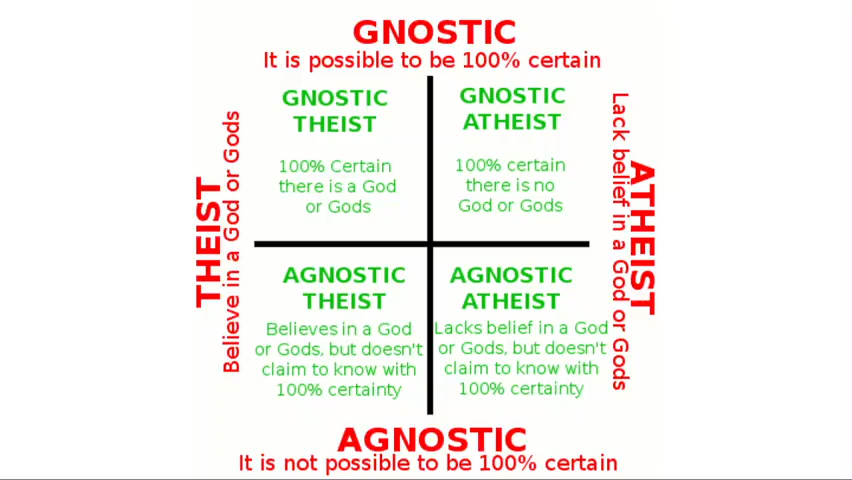 GNOSTIC
It is possible to be 100% certain
GNOSTIC
THEIST
100% Certain
there is a God
or Gods
GNOSTIC
ATHEIST
100% certain
there is no
God or Gods
THEIST
Believe in a God or Gods
ATHEIST
Lack belief in a God or Gods
AGNOSTIC
THEIST
Believes in a God
or Gods, but doesn't
claim to know with
100% certainty
AGNOSTIC
ATHEIST
Lacks belief in a God
or Gods, but doesn't
claim to know with
100% certainty
AGNOSTIC
It is not possible to be 100% certain